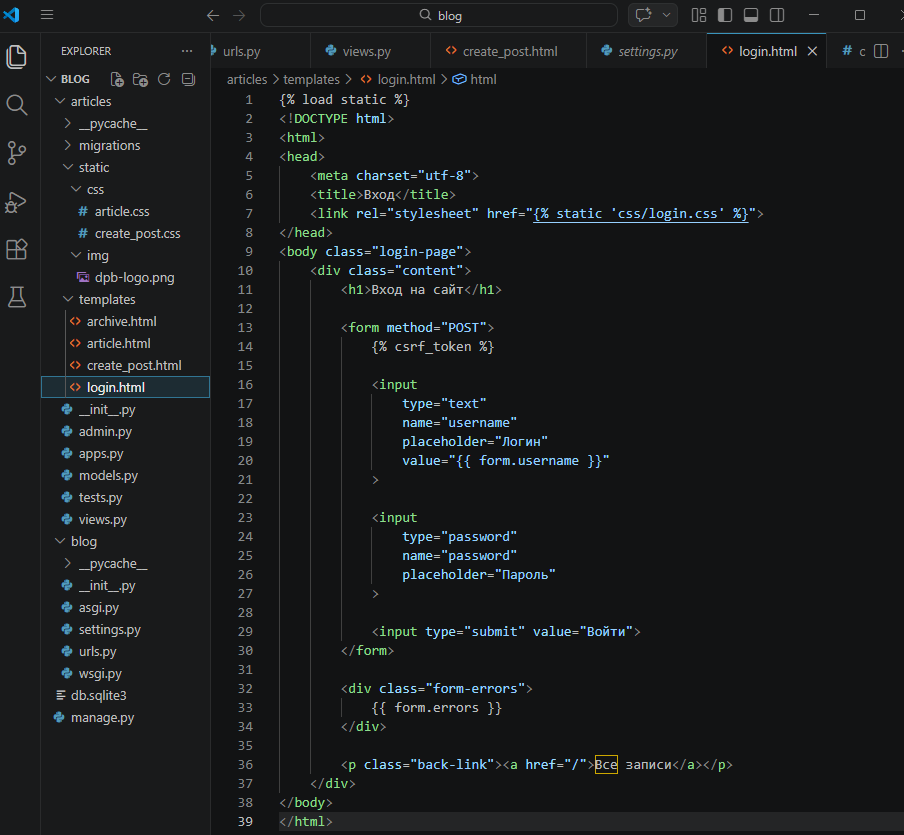 blog
EXPLORER
urls.py
views.py
create_post.html
settings.py
login.html
BLOG
articles > templates > login.html > html
articles
__pycache__
migrations
static
css
article.css
create_post.css
img
dpb-logo.png
templates
archive.html
article.html
create_post.html
login.html
__init__.py
admin.py
apps.py
models.py
tests.py
views.py
blog
__pycache__
__init__.py
asgi.py
settings.py
urls.py
wsgi.py
db.sqlite3
manage.py
1 {% load static %}
2 <!DOCTYPE html>
3 <html>
4 <head>
5     <meta charset="utf-8">
6     <title>Вход</title>
7     <link rel="stylesheet" href="{% static 'css/login.css' %}">
8 </head>
9 <body class="login-page">
10     <div class="content">
11         <h1>Вход на сайт</h1>
12
13         <form method="POST">
14             {% csrf_token %}
15
16             <input
17                 type="text"
18                 name="username"
19                 placeholder="Логин"
20                 value="{{ form.username }}"
21             >
22
23             <input
24                 type="password"
25                 name="password"
26                 placeholder="Пароль"
27             >
28
29             <input type="submit" value="Войти">
30         </form>
31
32         <div class="form-errors">
33             {{ form.errors }}
34         </div>
35
36         <p class="back-link"><a href="/">Все записи</a></p>
37     </div>
38 </body>
39 </html>